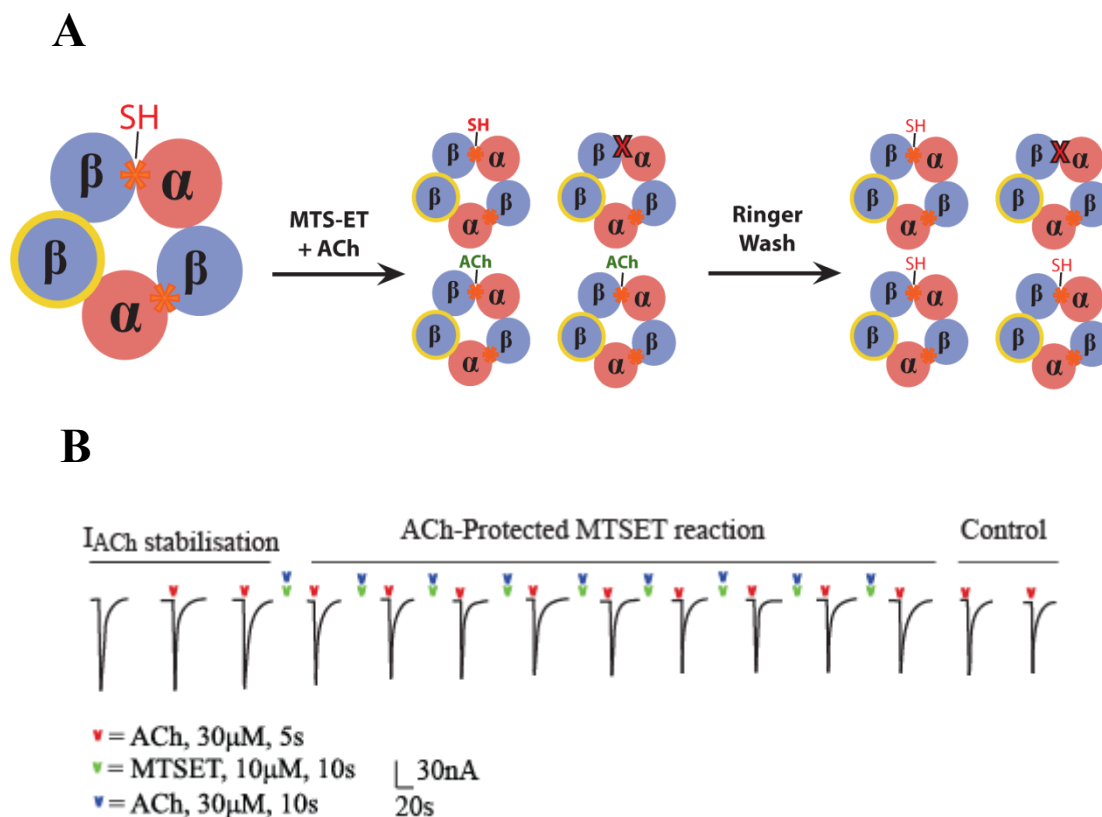 A
SH
β
α
β
β
α
MTS-ET
+ ACh
SH
β
α
β
β
α
β
X
α
β
β
α
ACh
β
α
β
β
α
ACh
β
α
β
β
α
Ringer
Wash
SH
β
α
β
β
α
β
X
α
β
β
α
SH
β
α
β
β
α
SH
β
α
β
β
α
B
IACh stabilisation
ACh-Protected MTSET reaction
Control
= ACh, 30μM, 5s
= MTSET, 10μM, 10s
= ACh, 30μM, 10s
30nA
20s